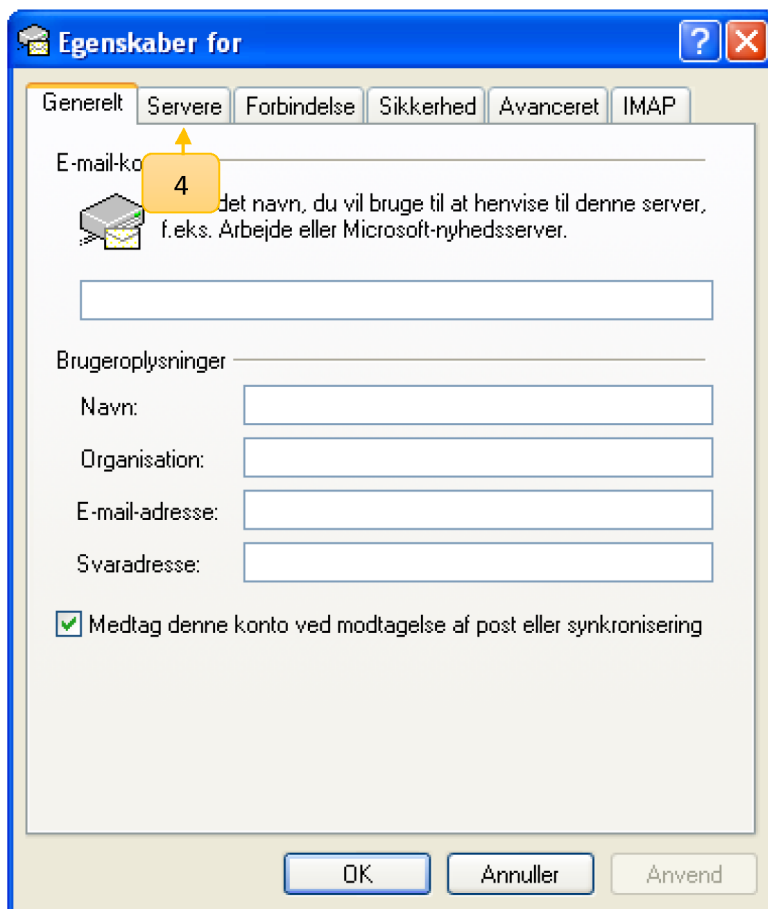 Egenskaber for
Generelt Servere Forbindelse Sikkerhed Avanceret IMAP
E-mail-ko
4
det navn, du vil bruge til at henvise til denne server,
f.eks. Arbejde eller Microsoft-nyhedsserver.
Brugeroplysninger
Navn:
Organisation:
E-mail-adresse:
Svaradresse:
Medtag denne konto ved modtagelse af post eller synkronisering
OK Annuller Anvend